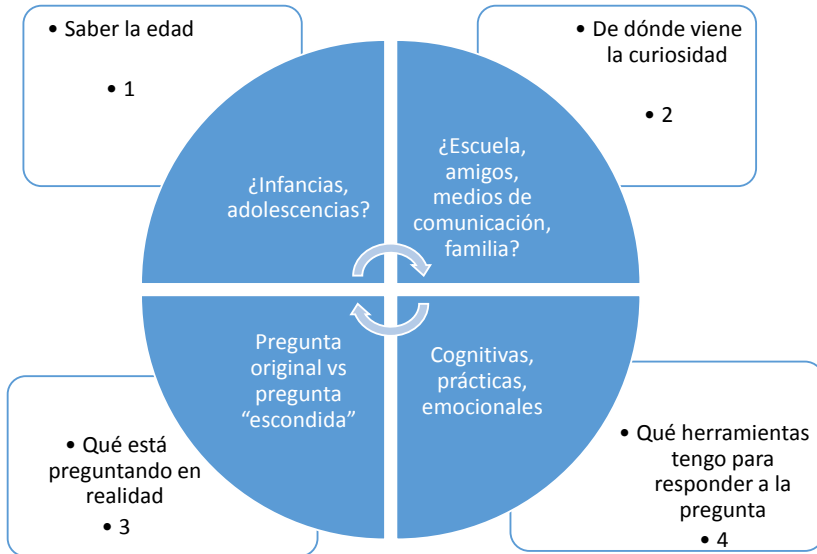 • Saber la edad
• 1
¿Infancias,
adolescencias?
• De dónde viene
la curiosidad
• 2
¿Escuela,
amigos,
medios de
comunicación,
familia?
Pregunta
original vs
pregunta
“escondida”
• Qué está
preguntando en
realidad
• 3
Cognitivas,
prácticas,
emocionales
• Qué herramientas
tengo para
responder a la
pregunta
• 4